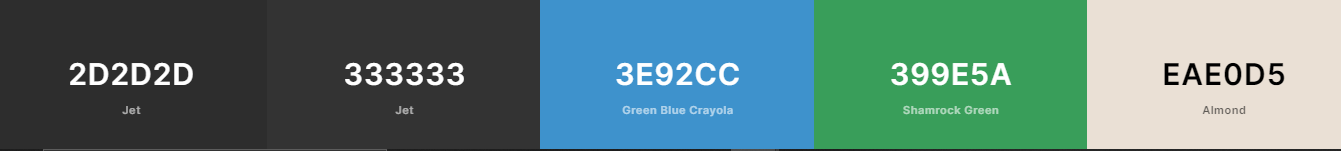 2D2D2D
Jet
333333
Jet
3E92CC
Green Blue Crayola
399E5A
Shamrock Green
EAE0D5
Almond